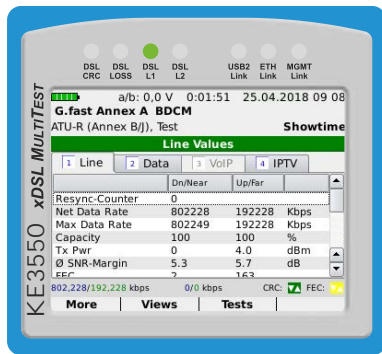 DSL CRC DSL LOSS DSL L1 DSL L2 USB2 Link ETH Link MGMT Link
KE3550 xDSL MULTITEST
a/b: 0,0 V 0:01:51 25.04.2018 09 08
G.fast Annex A BDCM
ATU-R (Annex B/J), Test Showtime
Line Values
1 Line 2 Data 3 VoIP 4 IPTV
Dn/Near Up/Far
Resync-Counter 0
Net Data Rate 802228 192228 Kbps
Max Data Rate 802249 192228 Kbps
Capacity 100 100 %
Tx Pwr 0 4.0 dBm
Ø SNR-Margin 5.3 5.7 dB
FEC 2 163
802,228/192,228 kbps 0/0 kbps CRC: FEC:
More Views Tests